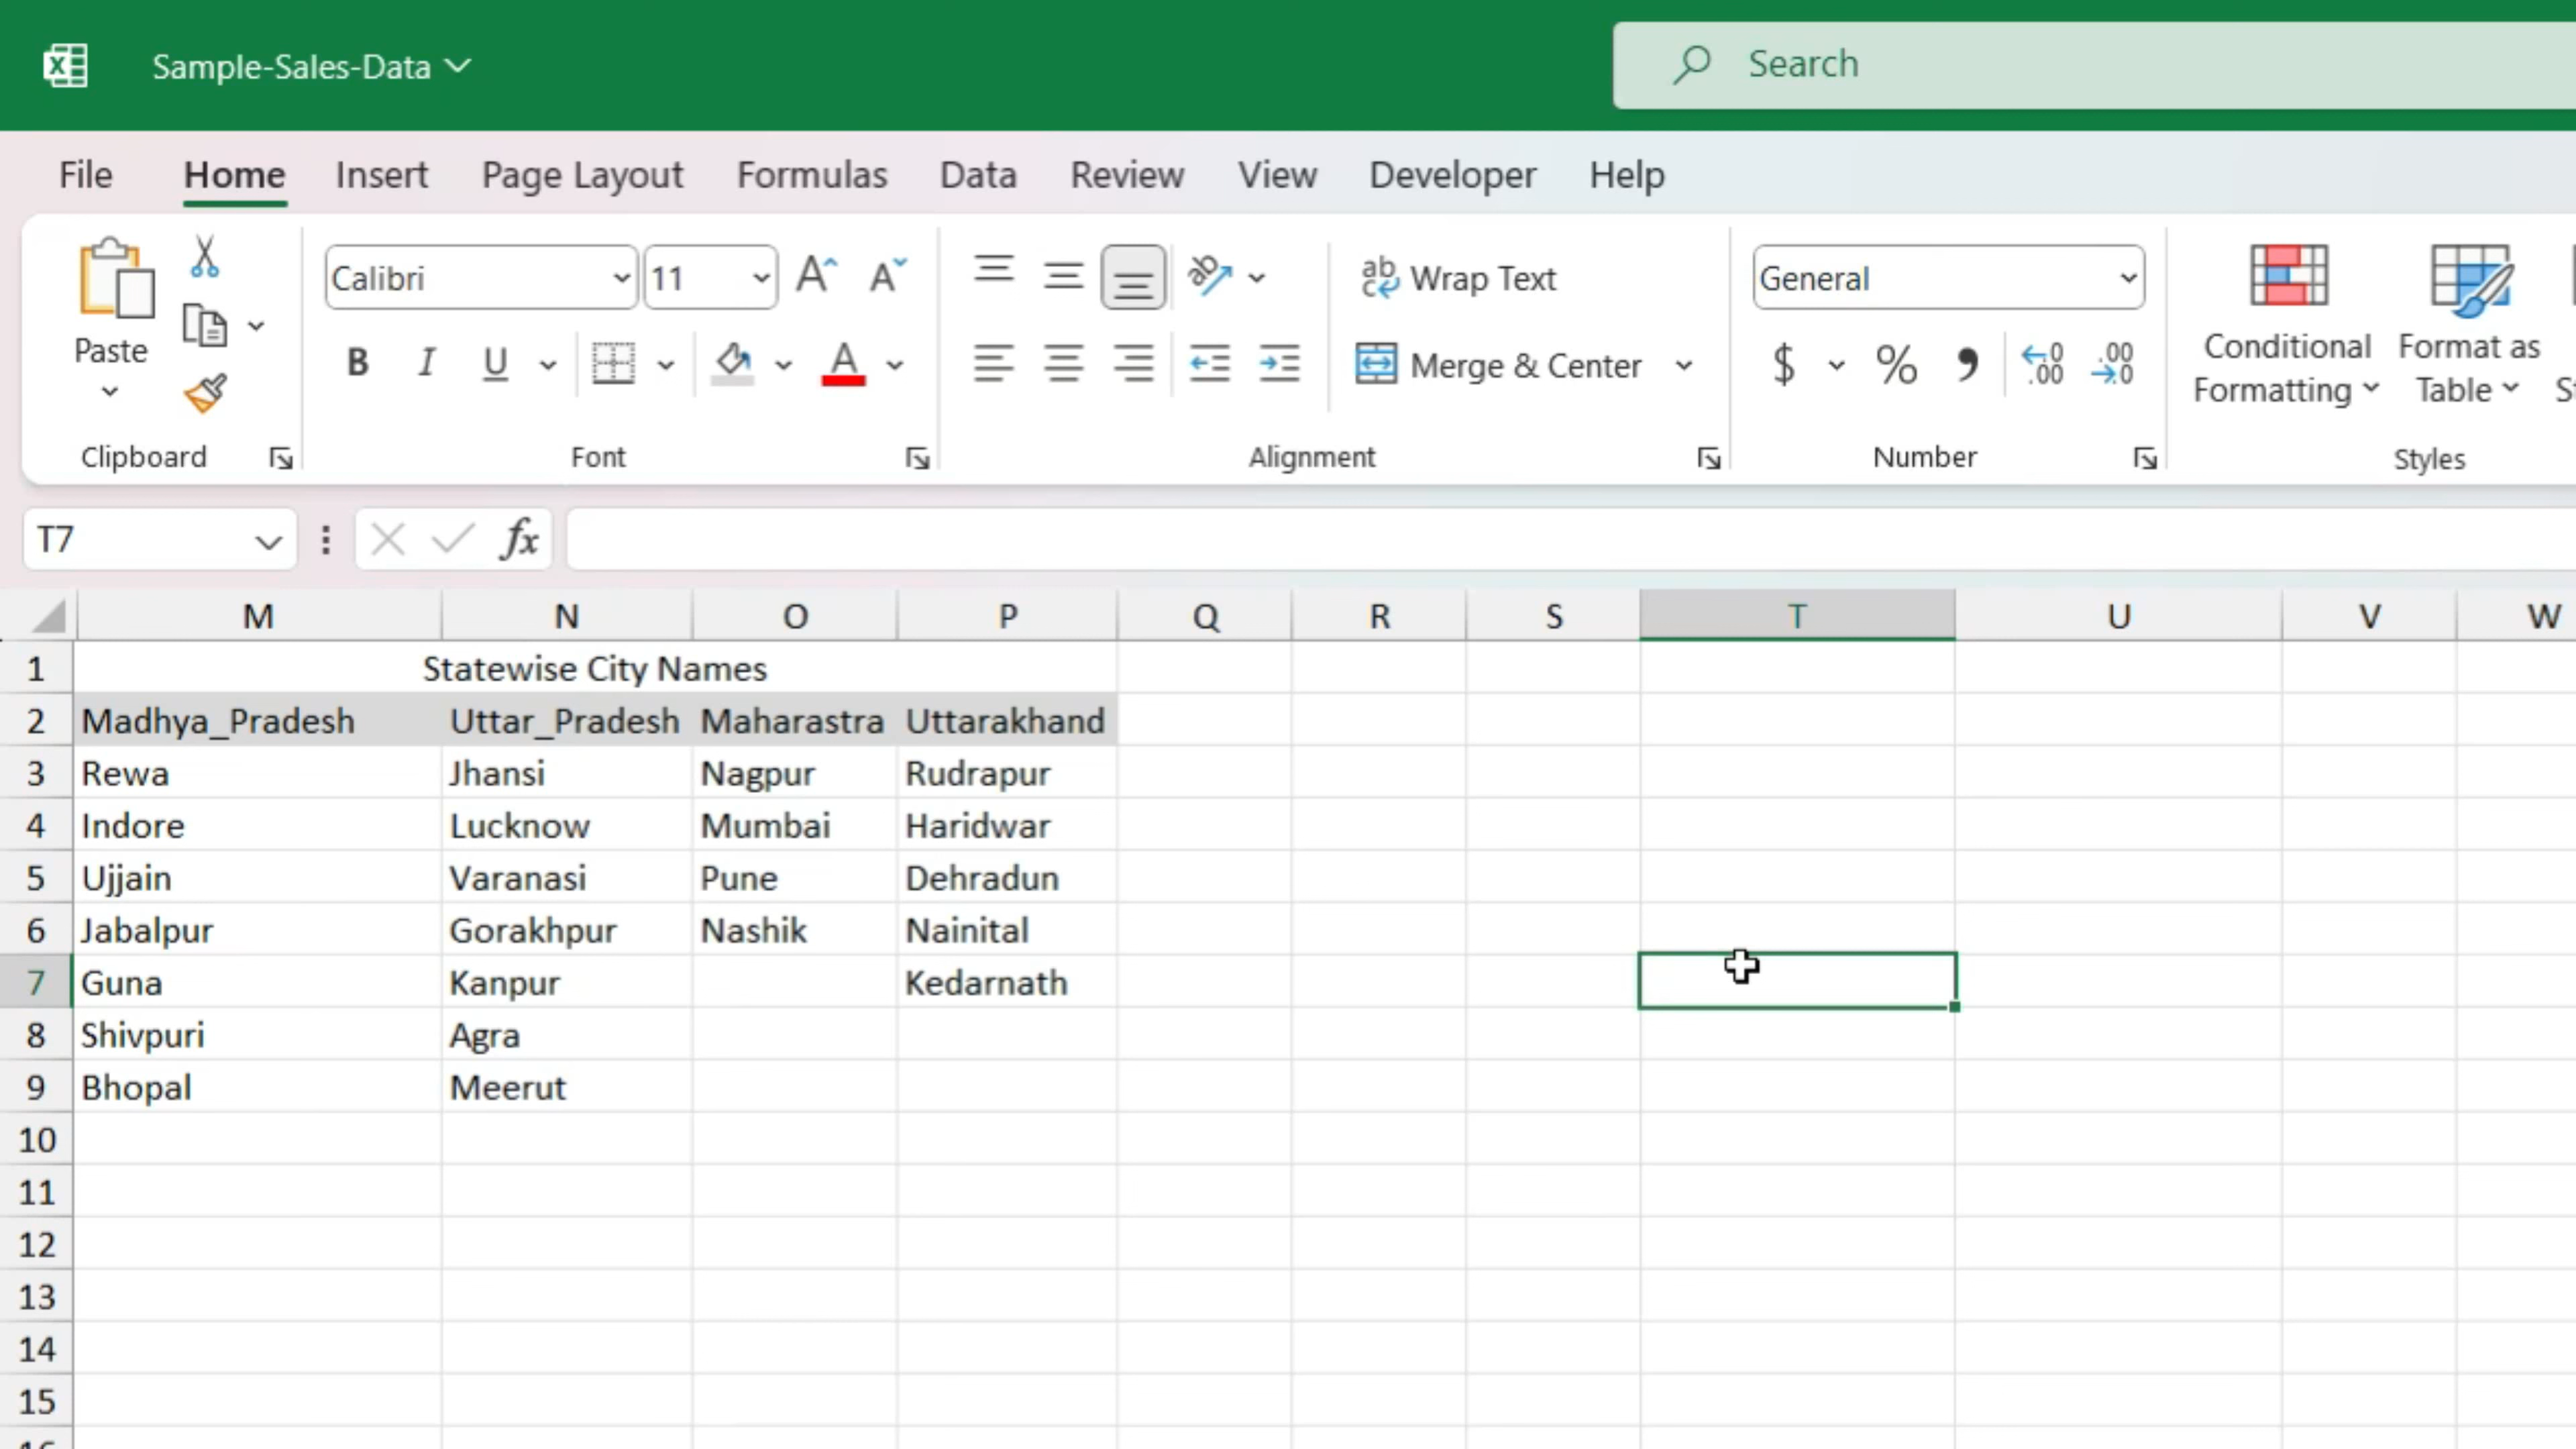 Sample-Sales-Data
Search
File Home Insert Page Layout Formulas Data Review View Developer Help
Paste
Clipboard
Calibri 11
B I U A
Font
Wrap Text
Merge & Center
Alignment
General
$ % 
Number
Conditional Formatting
Format as Table
Styles
T7 fx
M N O P Q R S T U V W
1 Statewise City Names
2 Madhya_Pradesh Uttar_Pradesh Maharastra Uttarakhand
3 Rewa Jhansi Nagpur Rudrapur
4 Indore Lucknow Mumbai Haridwar
5 Ujjain Varanasi Pune Dehradun
6 Jabalpur Gorakhpur Nashik Nainital
7 Guna Kanpur Kedarnath
8 Shivpuri Agra
9 Bhopal Meerut
10
11
12
13
14
15